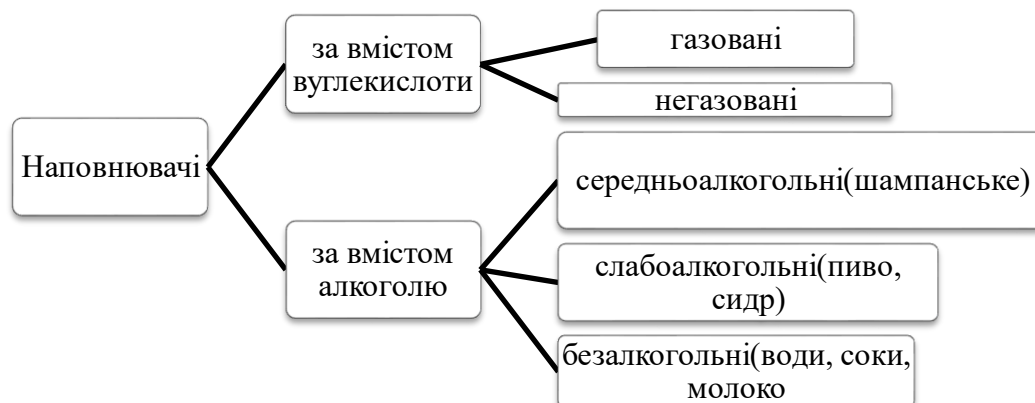 Наповнювачі
за вмістом
вуглекислоти
газовані
негазовані
за вмістом
алкоголю
середньоалкогольні(шампанське)
слабоалкогольні(пиво,
сидр)
безалкогольні(води, соки,
молоко